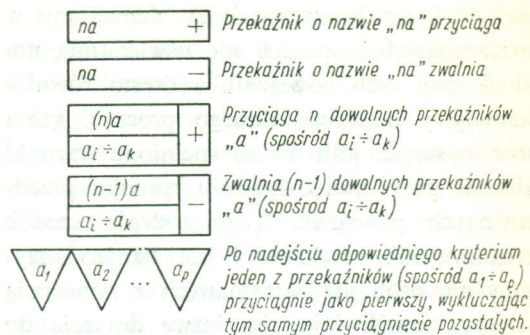 na + Przekaźnik o nazwie „na" przyciąga
na − Przekaźnik o nazwie „na" zwalnia
(n)a + Przyciąga n dowolnych przekaźników
ai ÷ ak „a" (spośród ai ÷ ak)
(n-1)a − Zwalnia (n-1) dowolnych przekaźników
ai ÷ ak „a" (spośrod ai ÷ ak)
a1 a2 ap Po nadejściu odpowiedniego kryterium
jeden z przekaźników (spośród a1 ÷ ap)
przyciągnie jako pierwszy, wykluczając
tym samym przyciągnięcie pozostałych.